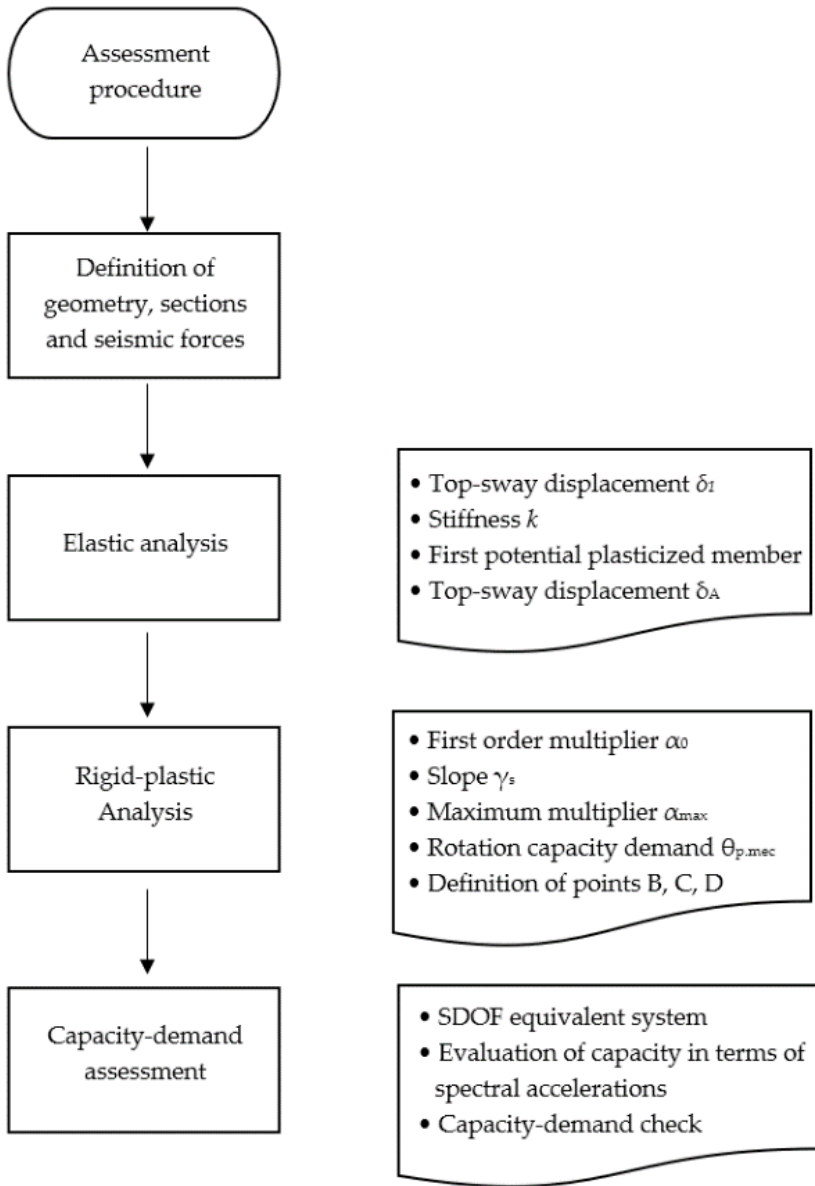 Assessment
procedure
Definition of
geometry, sections
and seismic forces
Elastic analysis
• Top-sway displacement δ₁
• Stiffness k
• First potential plasticized member
• Top-sway displacement δA
Rigid-plastic
Analysis
• First order multiplier α₀
• Slope γs
• Maximum multiplier αmax
• Rotation capacity demand θp.mec
• Definition of points B, C, D
Capacity-demand
assessment
• SDOF equivalent system
• Evaluation of capacity in terms of
spectral accelerations
• Capacity-demand check